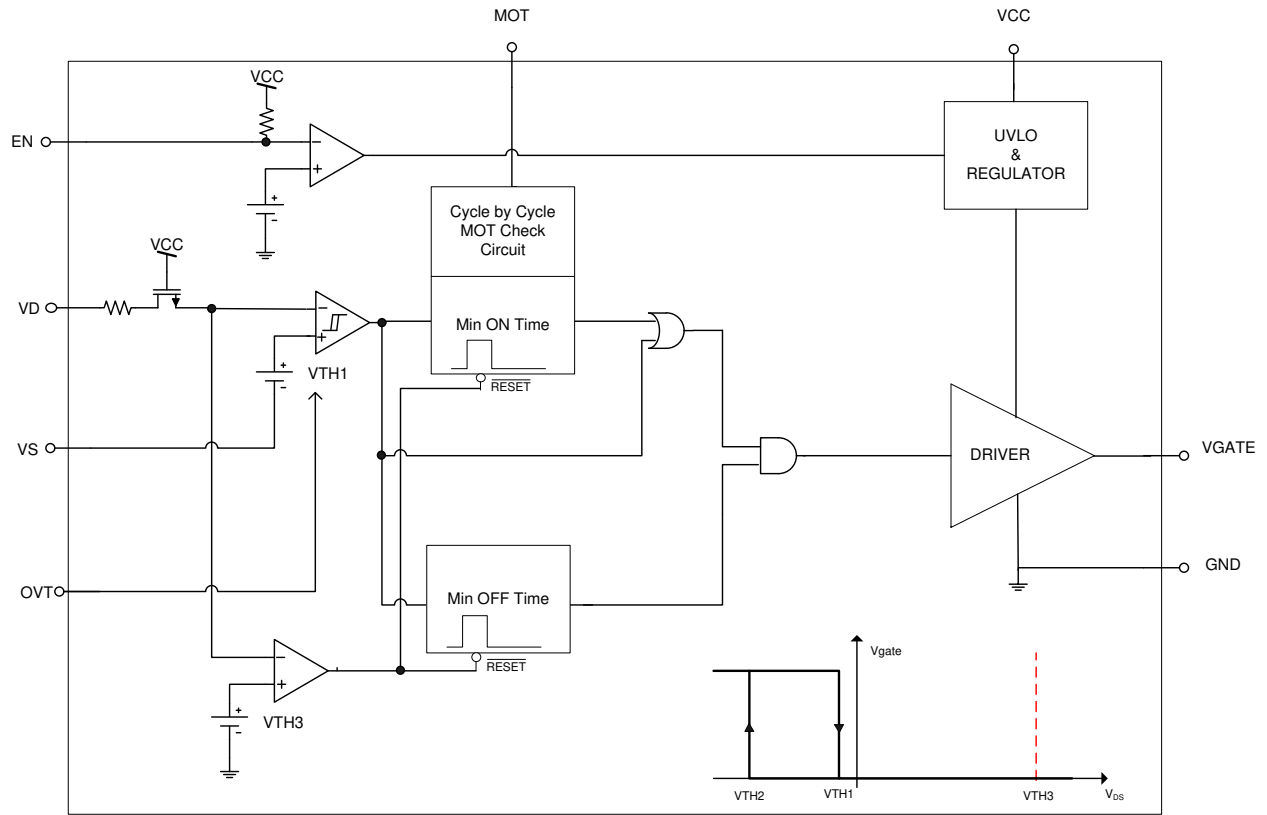 MOT
VCC
VCC
EN
−
+
+
-
UVLO
&
REGULATOR
Cycle by Cycle
MOT Check
Circuit
VCC
VD
−
+
+
-
VTH1
Min ON Time
RESET
VS
DRIVER
VGATE
OVT
Min OFF Time
RESET
GND
−
+
+
-
VTH3
Vgate
VTH2
VTH1
VTH3
VDS